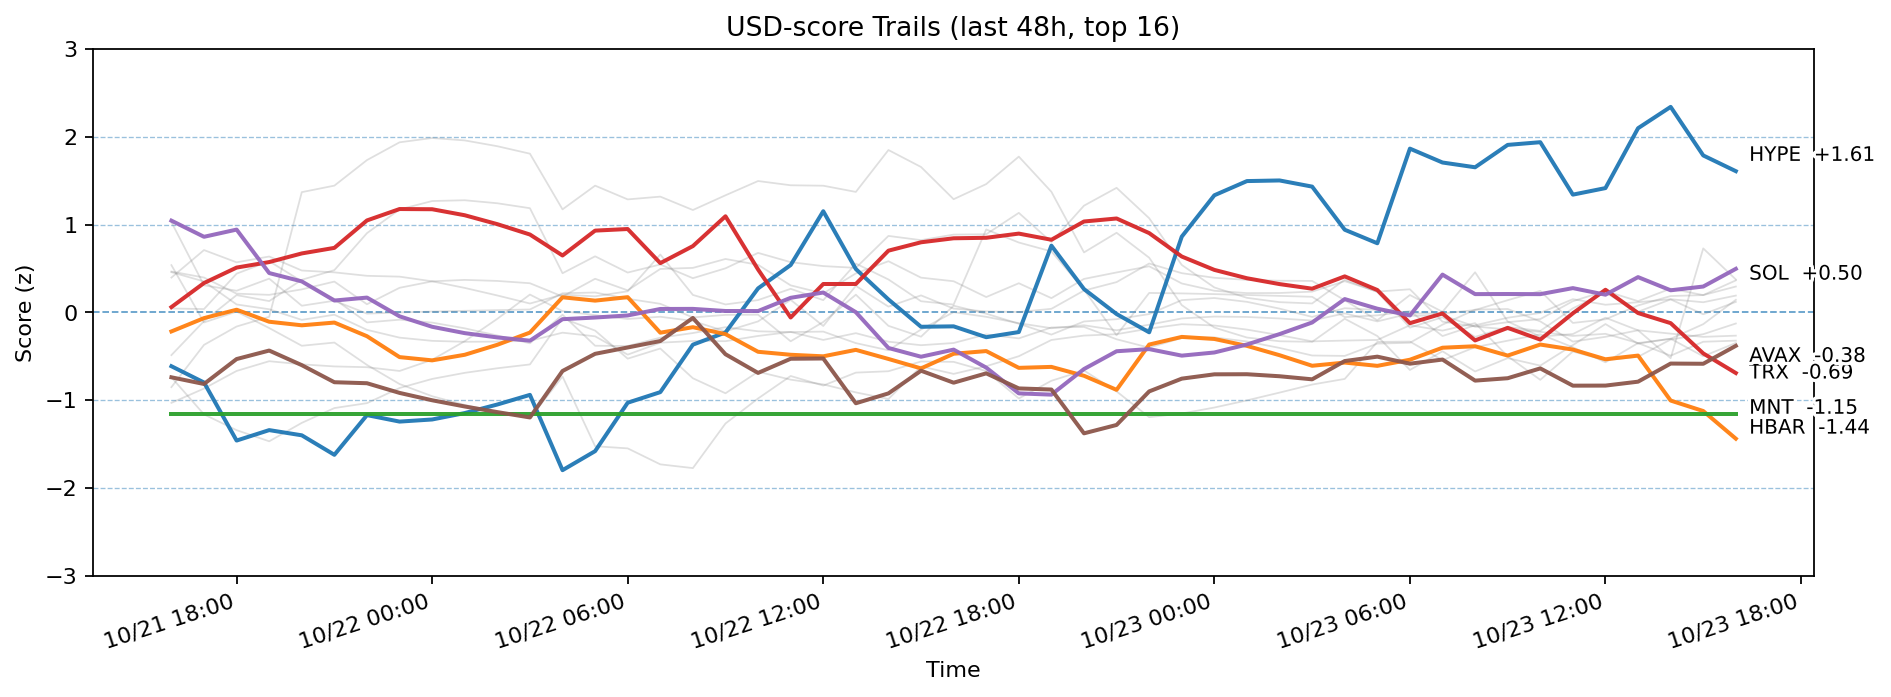 USD-score Trails (last 48h, top 16)
Score (z)
3
2
1
0
−1
−2
−3
HYPE +1.61
SOL +0.50
AVAX -0.38
TRX -0.69
MNT -1.15
HBAR -1.44
10/21 18:00
10/22 00:00
10/22 06:00
10/22 12:00
10/22 18:00
10/23 00:00
10/23 06:00
10/23 12:00
10/23 18:00
Time